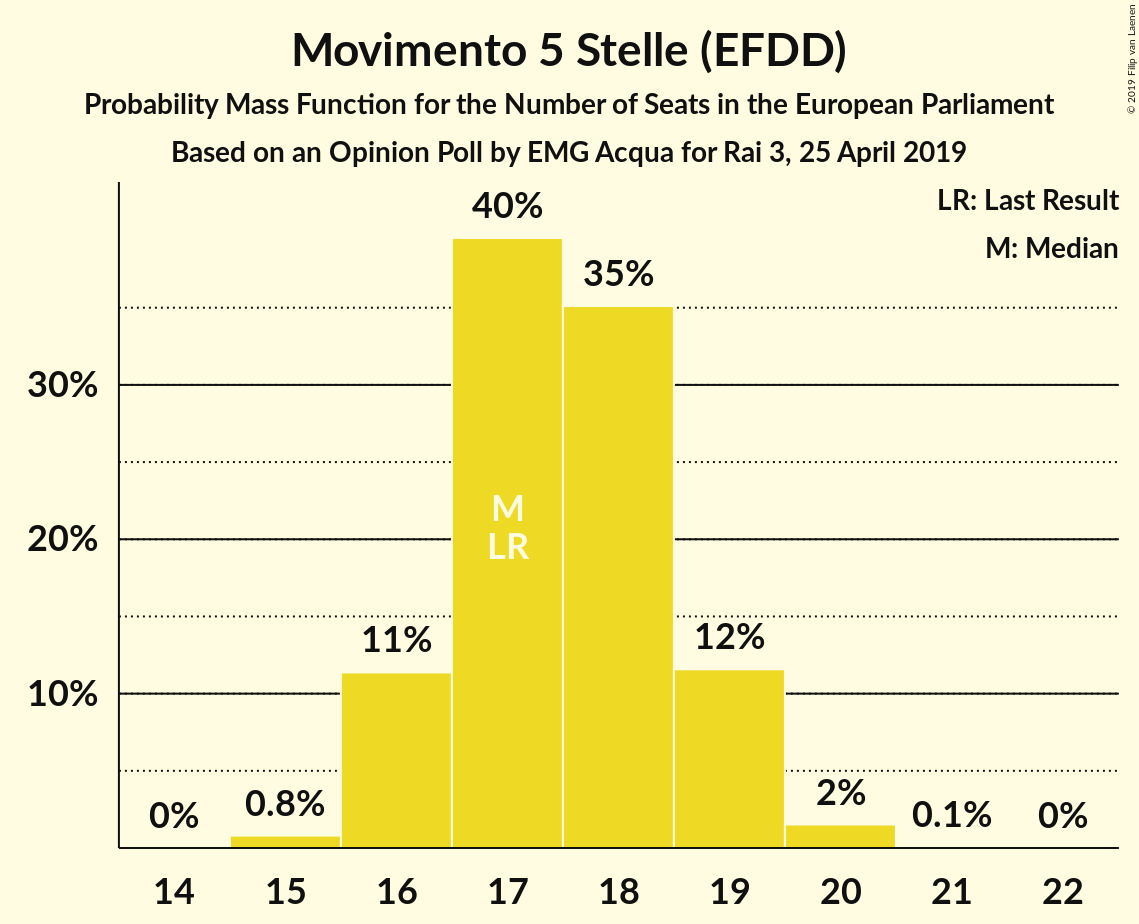 Movimento 5 Stelle (EFDD)
Probability Mass Function for the Number of Seats in the European Parliament
Based on an Opinion Poll by EMG Acqua for Rai 3, 25 April 2019
© 2019 Filip van Laenen
LR: Last Result
M: Median
40%
35%
30%
20%
10%
M
LR
11%
12%
0%
0.8%
2%
0.1%
0%
14 15 16 17 18 19 20 21 22